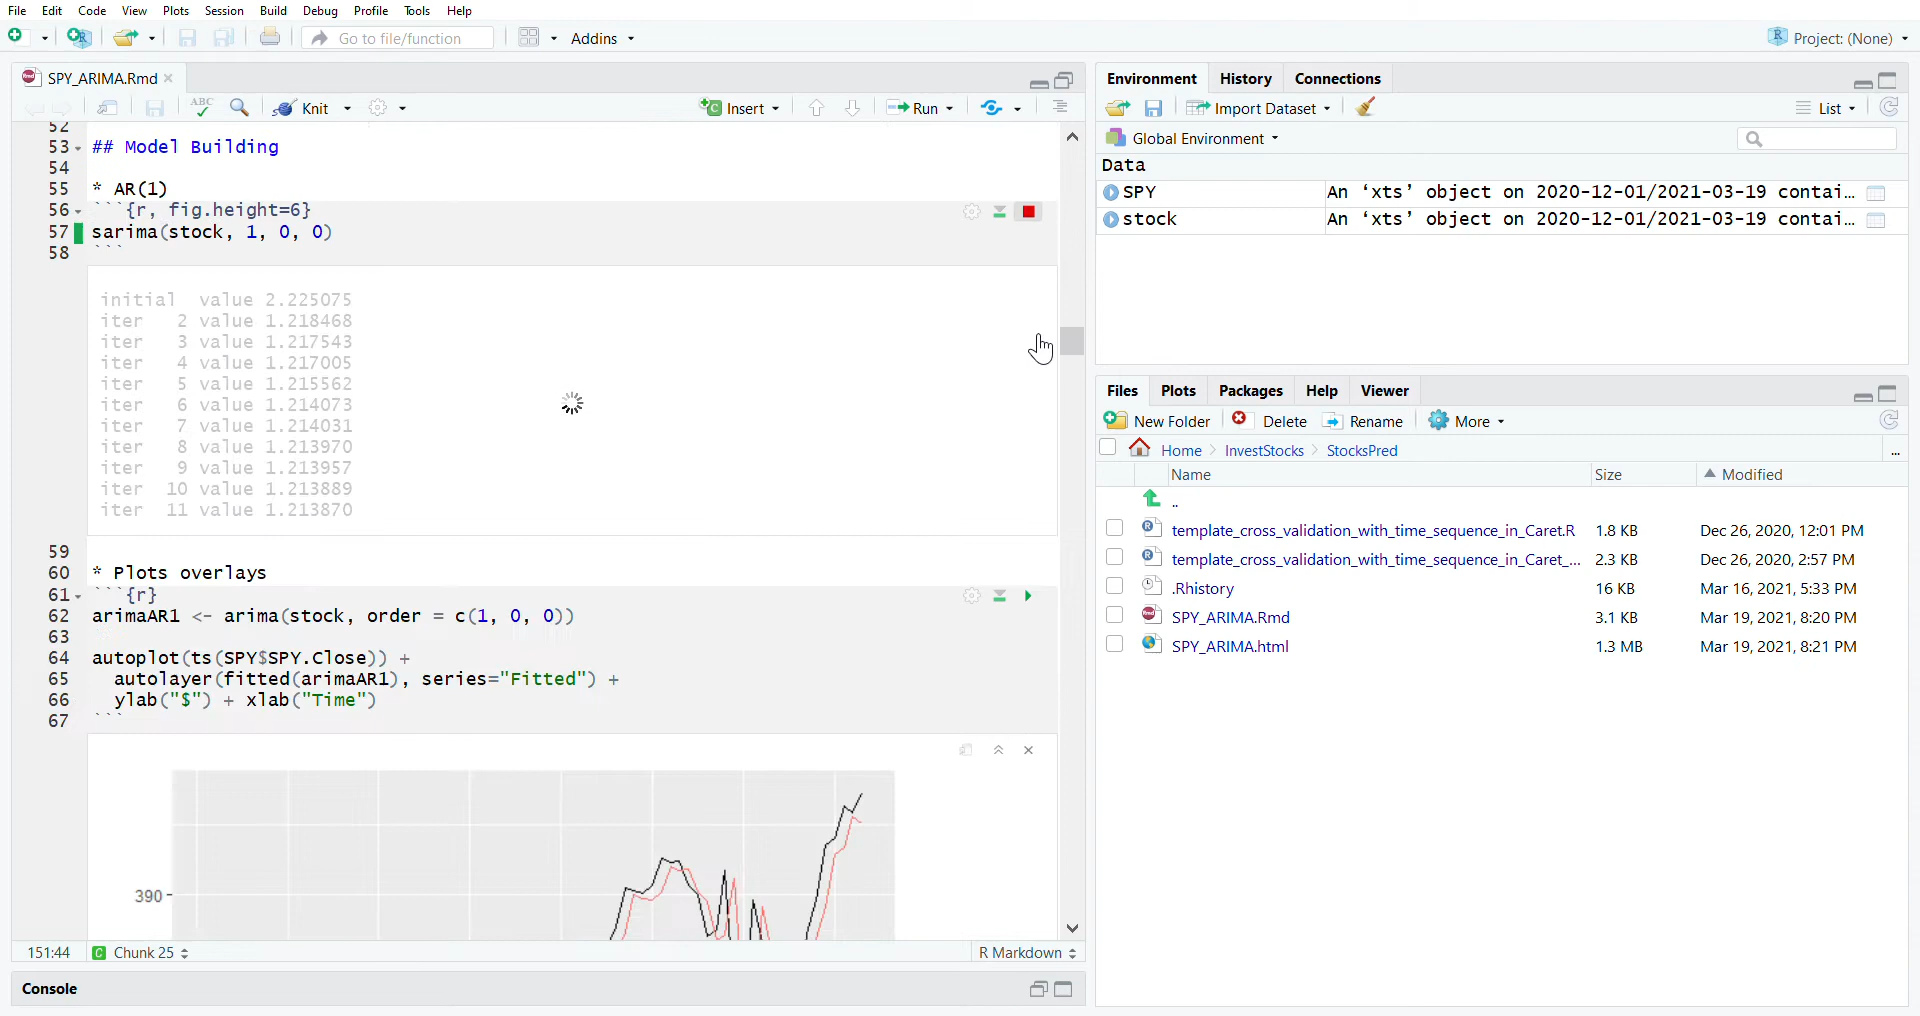 File Edit Code View Plots Session Build Debug Profile Tools Help
Go to file/function Addins Project: (None)
SPY_ARIMA.Rmd
ABC Knit Insert Run
52
53 ## Model Building
54
55 * AR(1)
56 ```{r, fig.height=6}
57 sarima(stock, 1, 0, 0)
58 ```
initial value 2.225075
iter 2 value 1.218468
iter 3 value 1.217543
iter 4 value 1.217005
iter 5 value 1.215562
iter 6 value 1.214073
iter 7 value 1.214031
iter 8 value 1.213970
iter 9 value 1.213957
iter 10 value 1.213889
iter 11 value 1.213870
59
60 * Plots overlays
61 ```{r}
62 arimaAR1 <- arima(stock, order = c(1, 0, 0))
63
64 autoplot(ts(SPY$SPY.Close)) +
65 autolayer(fitted(arimaAR1), series="Fitted") +
66 ylab("$") + xlab("Time")
67 ```
390
151:44 C Chunk 25 R Markdown
Console
Environment History Connections
Import Dataset List
Global Environment
Data
SPY An ‘xts’ object on 2020-12-01/2021-03-19 contai…
stock An ‘xts’ object on 2020-12-01/2021-03-19 contai…
Files Plots Packages Help Viewer
New Folder Delete Rename More
Home InvestStocks StocksPred ...
Name Size Modified
..
template_cross_validation_with_time_sequence_in_Caret.R 1.8 KB Dec 26, 2020, 12:01 PM
template_cross_validation_with_time_sequence_in_Caret_... 2.3 KB Dec 26, 2020, 2:57 PM
.Rhistory 16 KB Mar 16, 2021, 5:33 PM
SPY_ARIMA.Rmd 3.1 KB Mar 19, 2021, 8:20 PM
SPY_ARIMA.html 1.3 MB Mar 19, 2021, 8:21 PM